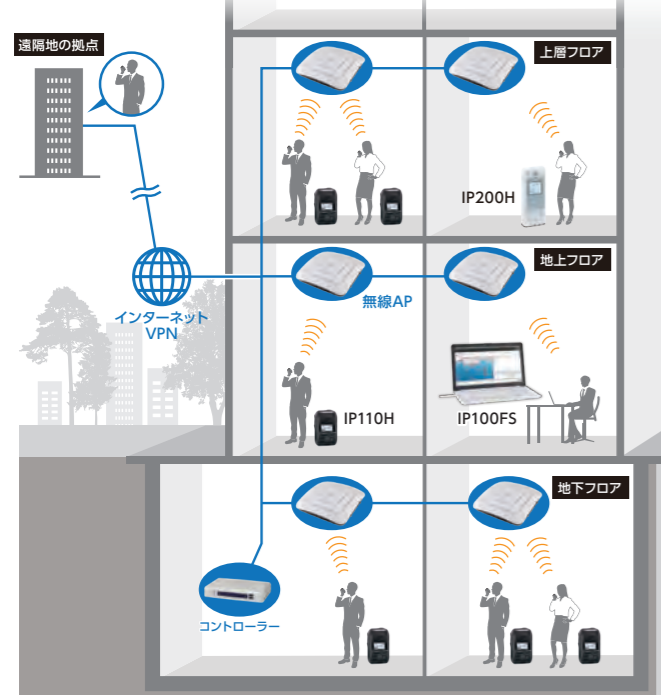 遠隔地の拠点
上層フロア
IP200H
地上フロア
無線AP
インターネット
VPN
IP110H
IP100FS
地下フロア
コントローラー